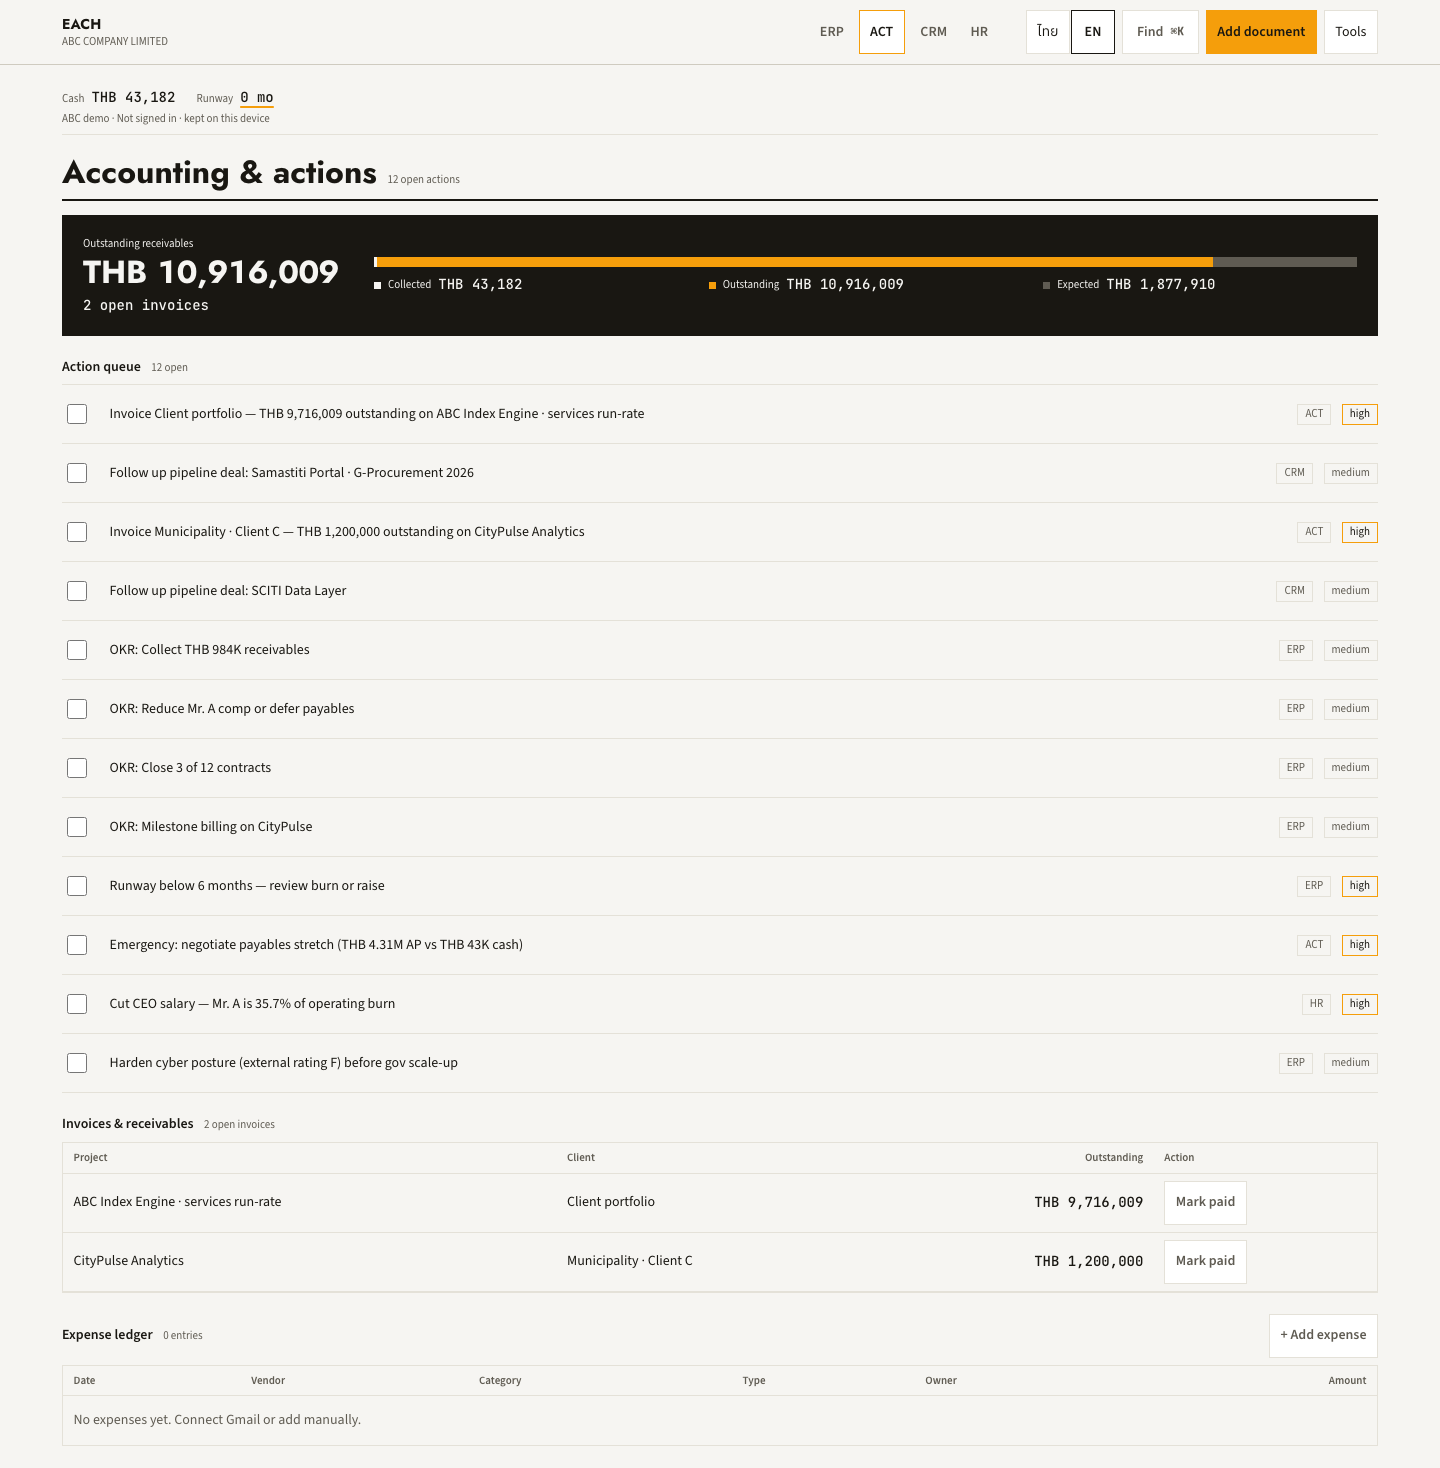 EACH
ABC COMPANY LIMITED
ERP ACT CRM HR ไทย EN Find ⌘K Add document Tools
Cash THB 43,182 Runway 0 mo
ABC demo · Not signed in · kept on this device
Accounting & actions 12 open actions
Outstanding receivables
THB 10,916,009
2 open invoices
Collected THB 43,182 Outstanding THB 10,916,009 Expected THB 1,877,910
Action queue 12 open
Invoice Client portfolio — THB 9,716,009 outstanding on ABC Index Engine · services run-rate ACT high
Follow up pipeline deal: Samastiti Portal · G-Procurement 2026 CRM medium
Invoice Municipality · Client C — THB 1,200,000 outstanding on CityPulse Analytics ACT high
Follow up pipeline deal: SCITI Data Layer CRM medium
OKR: Collect THB 984K receivables ERP medium
OKR: Reduce Mr. A comp or defer payables ERP medium
OKR: Close 3 of 12 contracts ERP medium
OKR: Milestone billing on CityPulse ERP medium
Runway below 6 months — review burn or raise ERP high
Emergency: negotiate payables stretch (THB 4.31M AP vs THB 43K cash) ACT high
Cut CEO salary — Mr. A is 35.7% of operating burn HR high
Harden cyber posture (external rating F) before gov scale-up ERP medium
Invoices & receivables 2 open invoices
Project Client Outstanding Action
ABC Index Engine · services run-rate Client portfolio THB 9,716,009 Mark paid
CityPulse Analytics Municipality · Client C THB 1,200,000 Mark paid
Expense ledger 0 entries + Add expense
Date Vendor Category Type Owner Amount
No expenses yet. Connect Gmail or add manually.